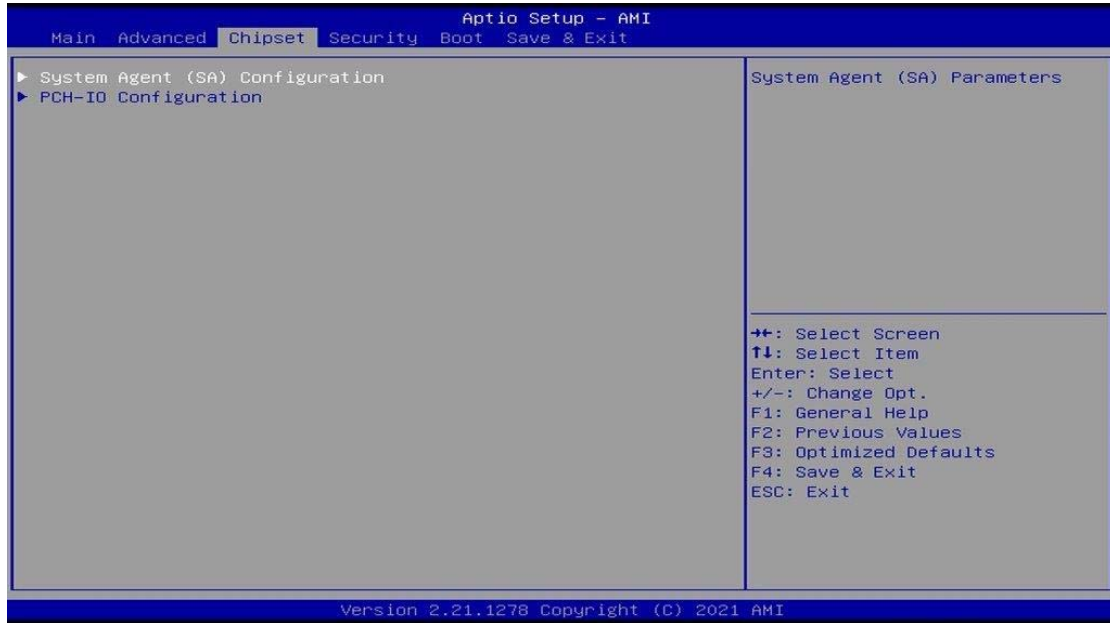 Aptio Setup – AMI
Main Advanced Chipset Security Boot Save & Exit
▶ System Agent (SA) Configuration
▶ PCH-IO Configuration
System Agent (SA) Parameters
→←: Select Screen
↑↓: Select Item
Enter: Select
+/-: Change Opt.
F1: General Help
F2: Previous Values
F3: Optimized Defaults
F4: Save & Exit
ESC: Exit
Version 2.21.1278 Copyright (C) 2021 AMI